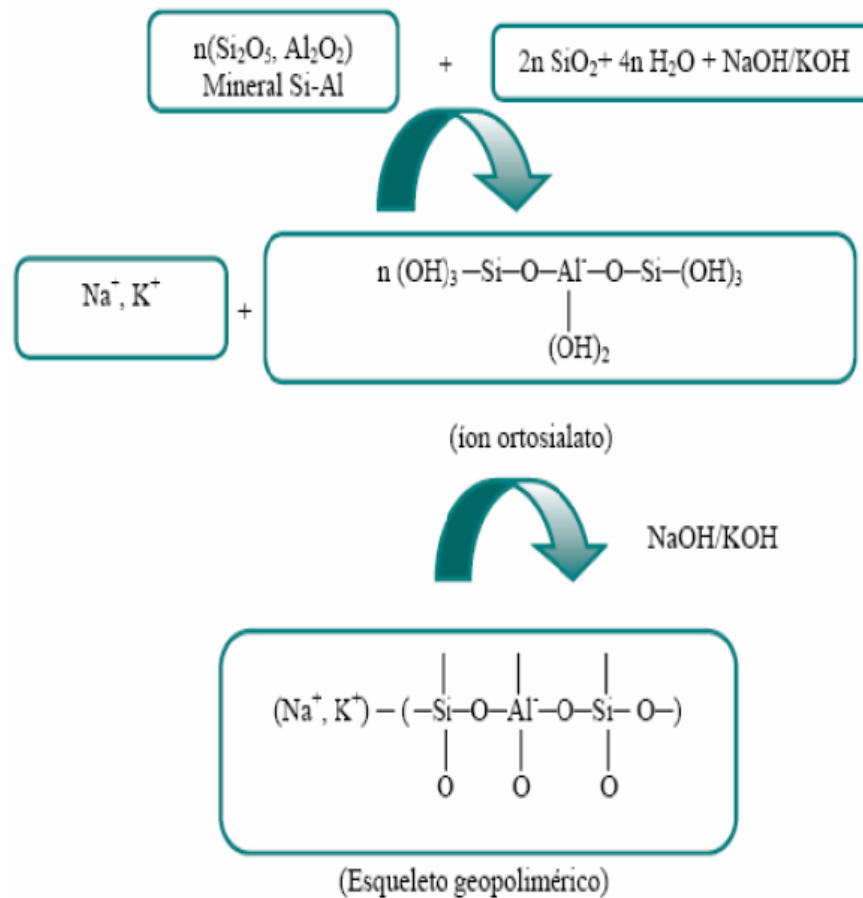 n(Si₂O₅, Al₂O₂)
Mineral Si-Al
+
2n SiO₂+ 4n H₂O + NaOH/KOH
Na⁺, K⁺
+
n (OH)₃–Si–O–Al⁻–O–Si–(OH)₃
(OH)₂
(íon ortosialato)
NaOH/KOH
(Na⁺, K⁺) – ( –Si–O–Al⁻–O–Si– O–)
O O O
(Esqueleto geopolimérico)